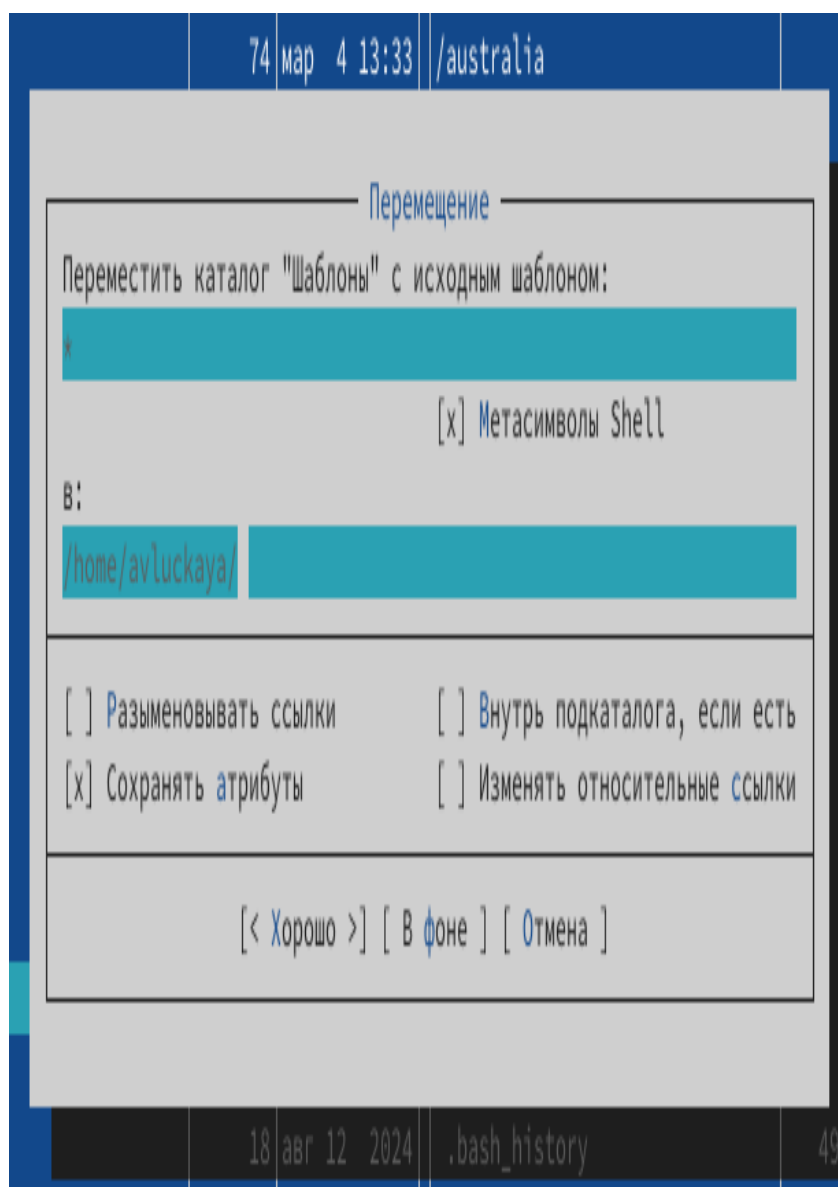 74 мар 4 13:33 /australia
Перемещение
Переместить каталог "Шаблоны" с исходным шаблоном:
*
[x] Метасимволы Shell
в:
/home/avluckaya/
[ ] Разыменовывать ссылки [ ] Внутрь подкаталога, если есть
[x] Сохранять атрибуты [ ] Изменять относительные ссылки
[< Хорошо >] [ В фоне ] [ Отмена ]
18 авг 12 2024 .bash_history 49